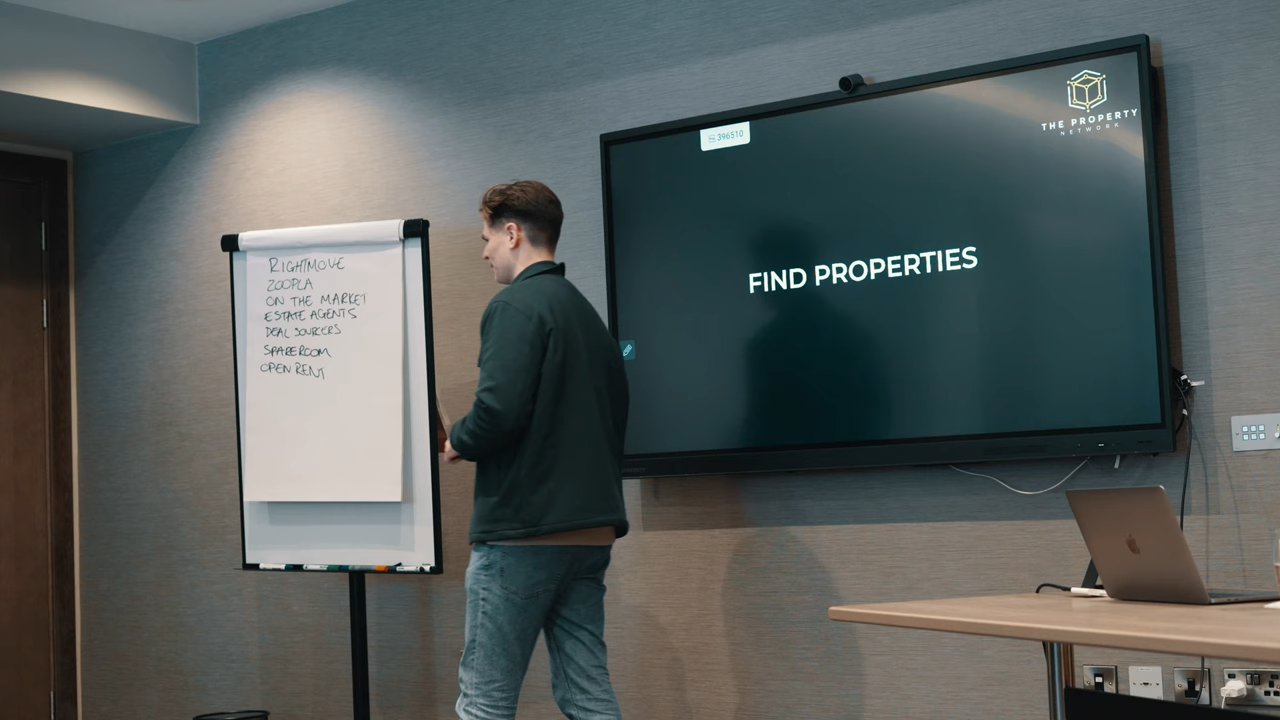 RIGHTMOVE
ZOOPLA
ON THE MARKET
ESTATE AGENTS
DEAL SOURCERS
SPAREROOM
OPEN RENT
396510
THE PROPERTY
NETWORK
FIND PROPERTIES